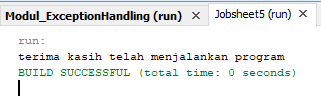 Modul_ExceptionHandling (run) Jobsheet5 (run)
run:
terima kasih telah menjalankan program
BUILD SUCCESSFUL (total time: 0 seconds)